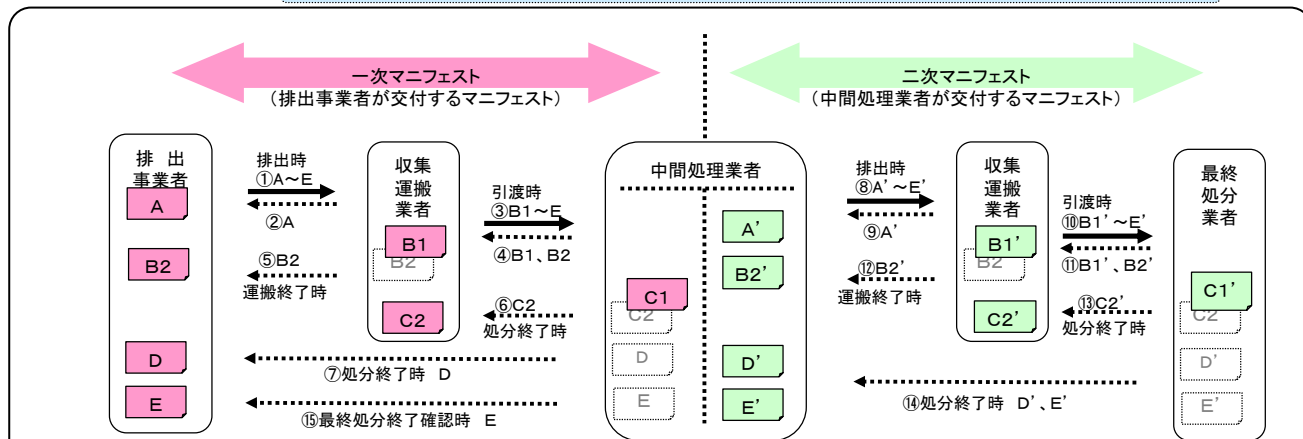 一次マニフェスト
(排出事業者が交付するマニフェスト)
二次マニフェスト
(中間処理業者が交付するマニフェスト)
排 出
事業者
A
B2
D
E
排出時
①A~E
②A
⑤B2
運搬終了時
収集
運搬
業者
B1
B2
C2
引渡時
③B1~E
④B1、B2
⑥C2
処分終了時
⑦処分終了時 D
⑮最終処分終了確認時 E
中間処理業者
C1
C2
D
E
A'
B2'
D'
E'
排出時
⑧A'~E'
⑨A'
⑫B2'
運搬終了時
収集
運搬
業者
B1'
B2
C2'
引渡時
⑩B1'~E'
⑪B1'、B2'
⑬C2'
処分終了時
⑭処分終了時 D'、E'
最終
処分
業者
C1'
C2
D'
E'